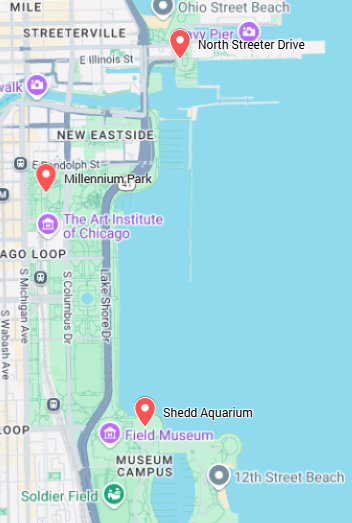 MILE
Ohio Street Beach
STREETERVILLE
Navy Pier
North Streeter Drive
E Illinois St
walk
NEW EASTSIDE
E Randolph St
Millennium Park
41
M
The Art Institute
of Chicago
AGO LOOP
S Michigan Ave
S Columbus Dr
Lake Shore Dr
S Wabash Ave
Shedd Aquarium
LOOP
Field Museum
MUSEUM
CAMPUS
12th Street Beach
Soldier Field